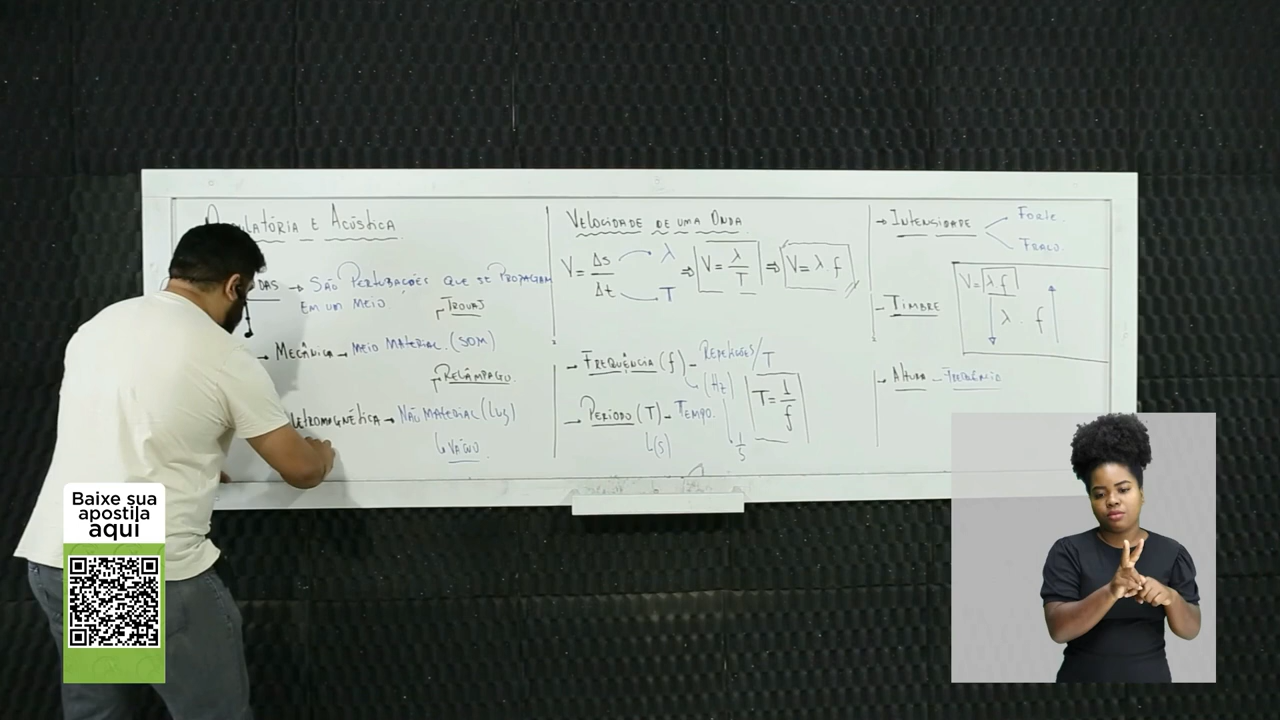 ndulatória e Acústica
das → São Perturbações que se Propagam
em um meio
Trovão
→ Mecânica → Meio material (som)
Relâmpago
letromagnética → Não material (Luz)
↳ Vácuo
Velocidade de uma Onda
V = Δs / Δt
λ
T
⇒ V = λ / T ⇒ V = λ.f
→ Frequência (f) - Repetições/T
(Hz)
→ Período (T) - Tempo.
↳ (s)
1/s
T = 1/f
→ Intensidade
Forte
Fraco
→ Timbre
V = λ.f
↓ λ . f ↑
→ Altura - Frequência
Baixe sua
apostila
aqui